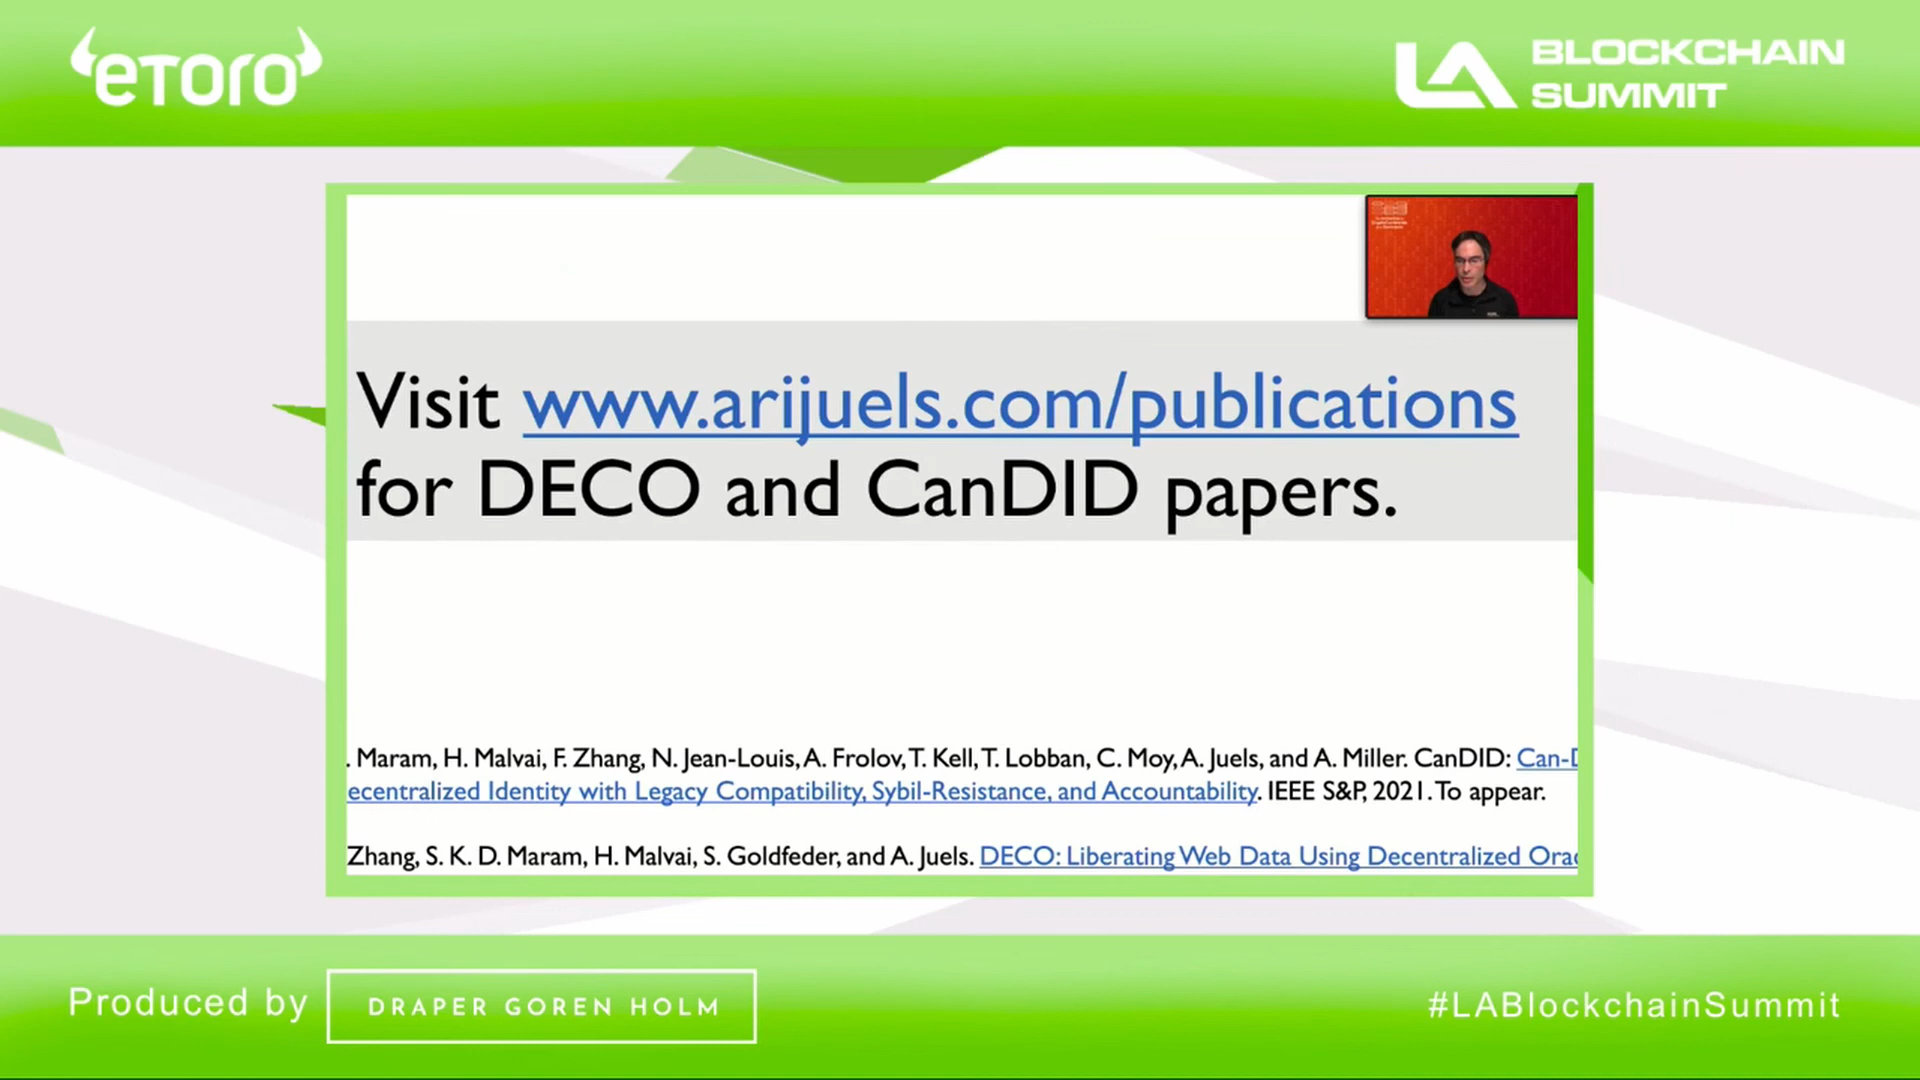 eTORO
LA BLOCKCHAIN
SUMMIT
Visit www.arijuels.com/publications
for DECO and CanDID papers.
. Maram, H. Malvai, F. Zhang, N. Jean-Louis, A. Frolov, T. Kell, T. Lobban, C. Moy, A. Juels, and A. Miller. CanDID: Can-D
ecentralized Identity with Legacy Compatibility, Sybil-Resistance, and Accountability. IEEE S&P, 2021. To appear.
Zhang, S. K. D. Maram, H. Malvai, S. Goldfeder, and A. Juels. DECO: Liberating Web Data Using Decentralized Orac
Produced by DRAPER GOREN HOLM
#LABlockchainSummit